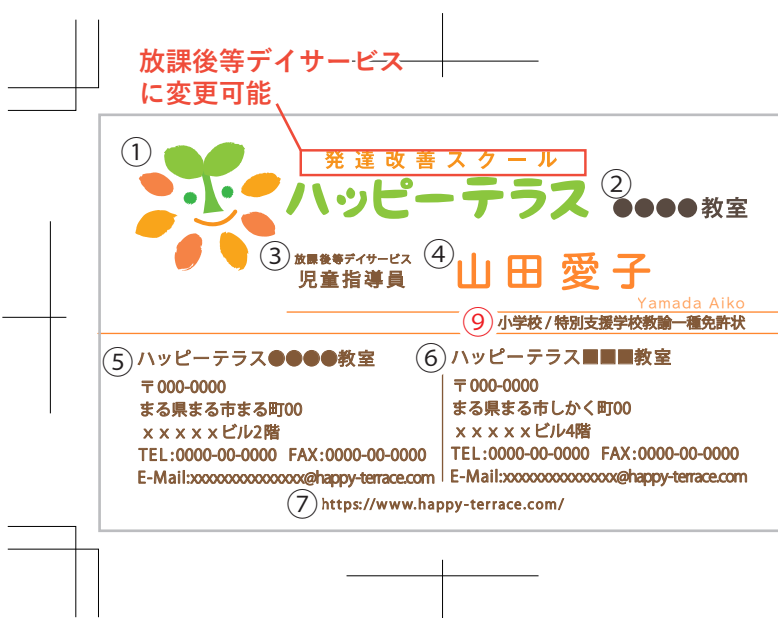 放課後等デイサービス
に変更可能
① 発達改善スクール
ハッピーテラス ② ●●●●教室
③ 放課後等デイサービス
児童指導員
④ 山田愛子
Yamada Aiko
⑨ 小学校 / 特別支援学校教諭一種免許状
⑤ ハッピーテラス●●●●教室
〒000-0000
まる県まる市まる町00
ｘｘｘｘｘビル2階
TEL:0000-00-0000 FAX:0000-00-0000
E-Mail:xxxxxxxxxxxxxxx@happy-terrace.com
⑥ ハッピーテラス■■■教室
〒000-0000
まる県まる市しかく町00
ｘｘｘｘｘビル4階
TEL:0000-00-0000 FAX:0000-00-0000
E-Mail:xxxxxxxxxxxxxxx@happy-terrace.com
⑦ https://www.happy-terrace.com/